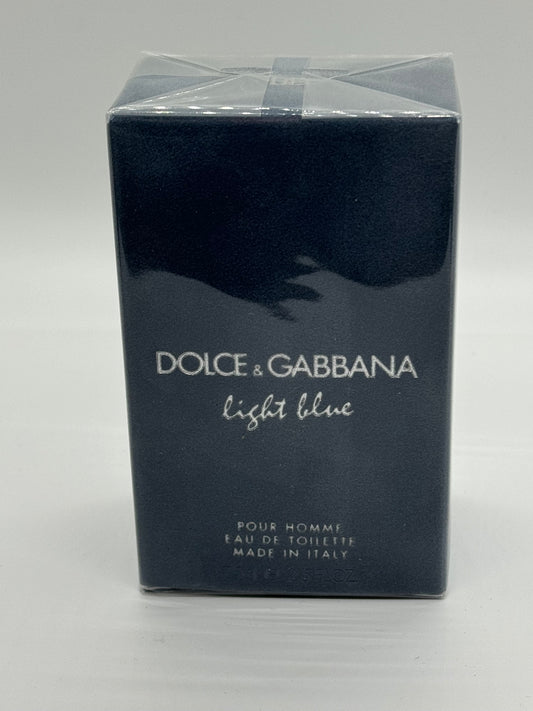 DOLCE & GABBANA
light blue
POUR HOMME
EAU DE TOILETTE
MADE IN ITALY